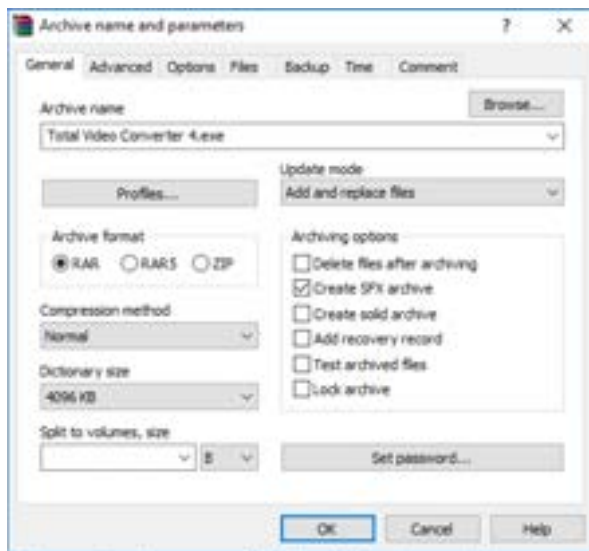 Archive name and parameters
?
General Advanced Options Files Backup Time Comment
Archive name
Browse...
Total Video Converter 4.exe
Update mode
Profiles...
Add and replace files
Archive format
RAR RAR5 ZIP
Archiving options
Delete files after archiving
Create SFX archive
Create solid archive
Add recovery record
Test archived files
Lock archive
Compression method
Normal
Dictionary size
4096 KB
Split to volumes, size
B
Set password...
OK Cancel Help